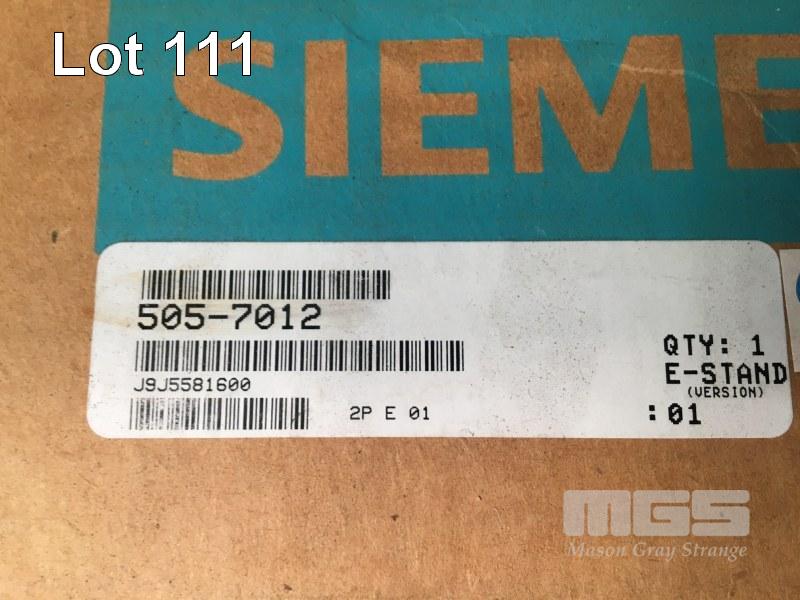 Lot 111
SIEME
505-7012
QTY: 1
J9J5581600
E-STAND
(VERSION)
2P E 01
:01
MGS
Mason Gray Strange